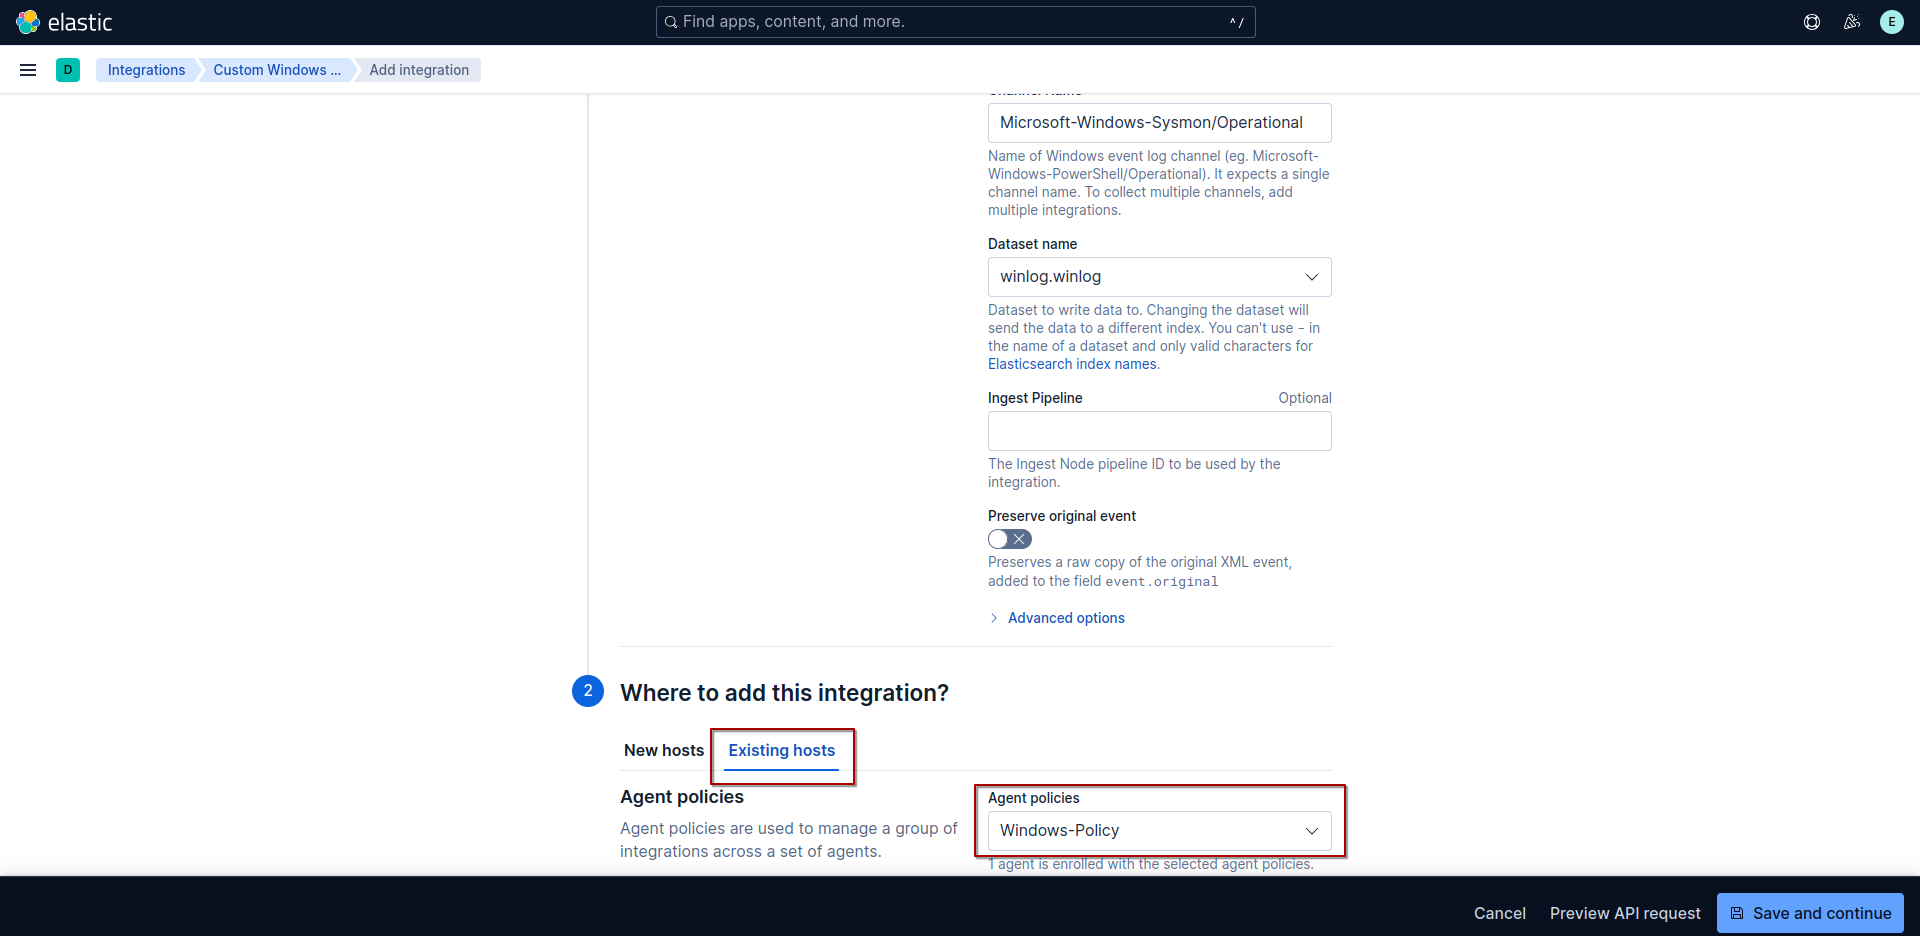 elastic
Find apps, content, and more.
^ /
E
D
Integrations
Custom Windows ...
Add integration
Channel Name
Microsoft-Windows-Sysmon/Operational
Name of Windows event log channel (eg. Microsoft-
Windows-PowerShell/Operational). It expects a single
channel name. To collect multiple channels, add
multiple integrations.
Dataset name
winlog.winlog
Dataset to write data to. Changing the dataset will
send the data to a different index. You can't use - in
the name of a dataset and only valid characters for
Elasticsearch index names.
Ingest Pipeline
Optional
The Ingest Node pipeline ID to be used by the
integration.
Preserve original event
Preserves a raw copy of the original XML event,
added to the field event.original
Advanced options
2
Where to add this integration?
New hosts
Existing hosts
Agent policies
Agent policies are used to manage a group of
integrations across a set of agents.
Agent policies
Windows-Policy
1 agent is enrolled with the selected agent policies.
Cancel
Preview API request
Save and continue